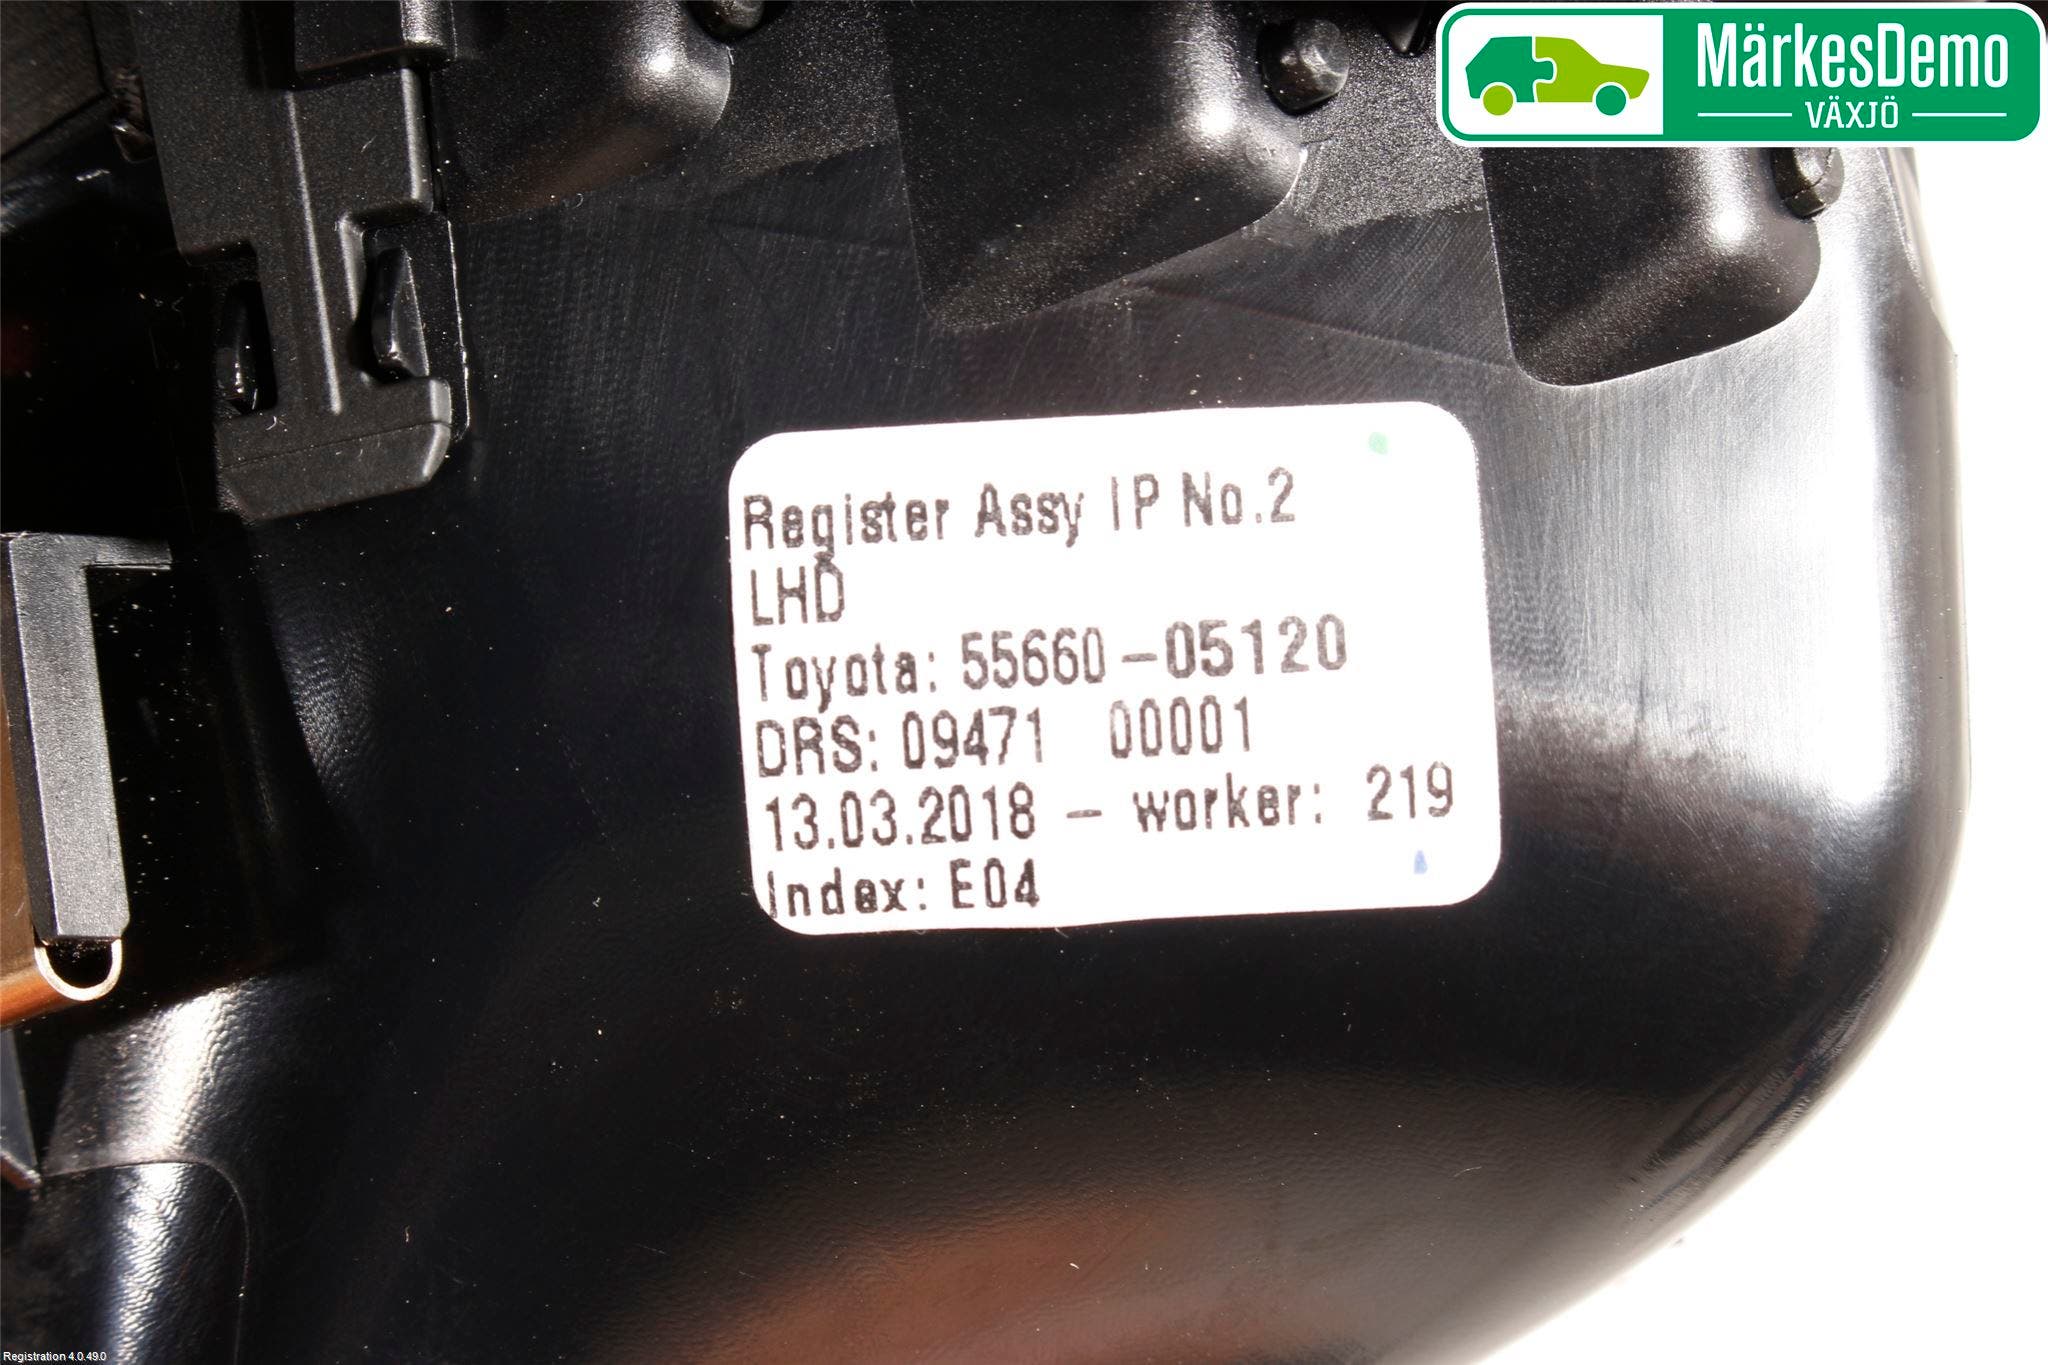 MärkesDemo
VÄXJÖ
Register Assy IP No.2
LHD
Toyota: 55660-05120
DRS: 09471 00001
13.03.2018 - worker: 219
Index: E04
Registration 4.0.49.0